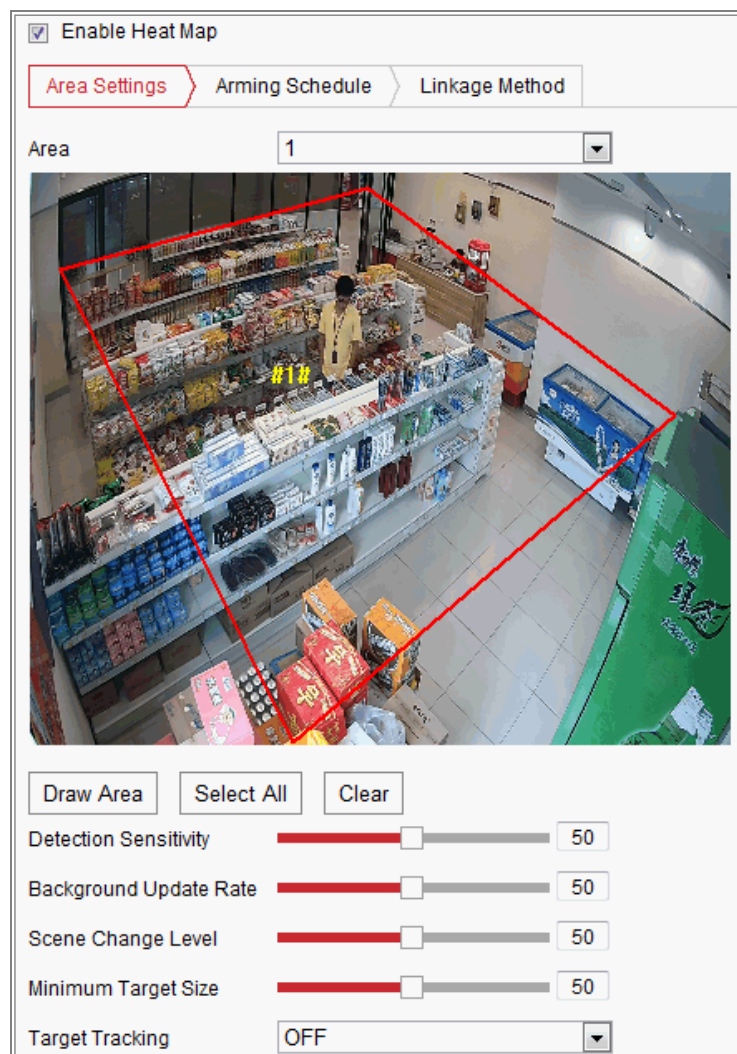 Enable Heat Map
Area Settings Arming Schedule Linkage Method
Area 1
#1#
Draw Area Select All Clear
Detection Sensitivity 50
Background Update Rate 50
Scene Change Level 50
Minimum Target Size 50
Target Tracking OFF